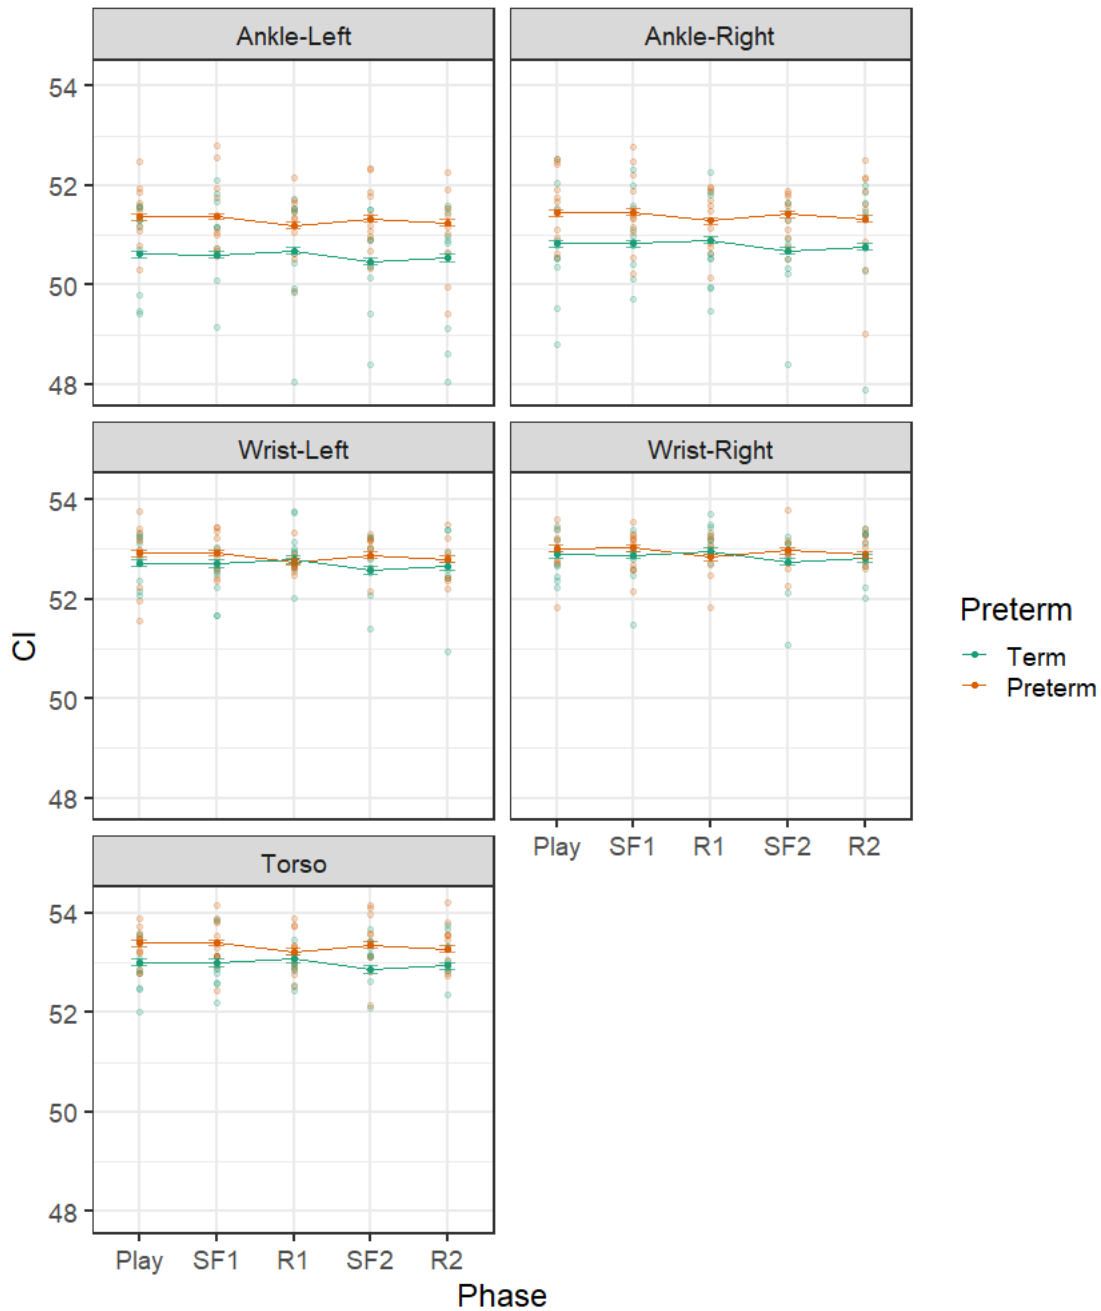 Ankle-Left
Ankle-Right
54
52
50
48
Wrist-Left
Wrist-Right
54
52
50
48
Play SF1 R1 SF2 R2
Torso
54
52
50
48
Play SF1 R1 SF2 R2
Phase
CI
Preterm
Term
Preterm